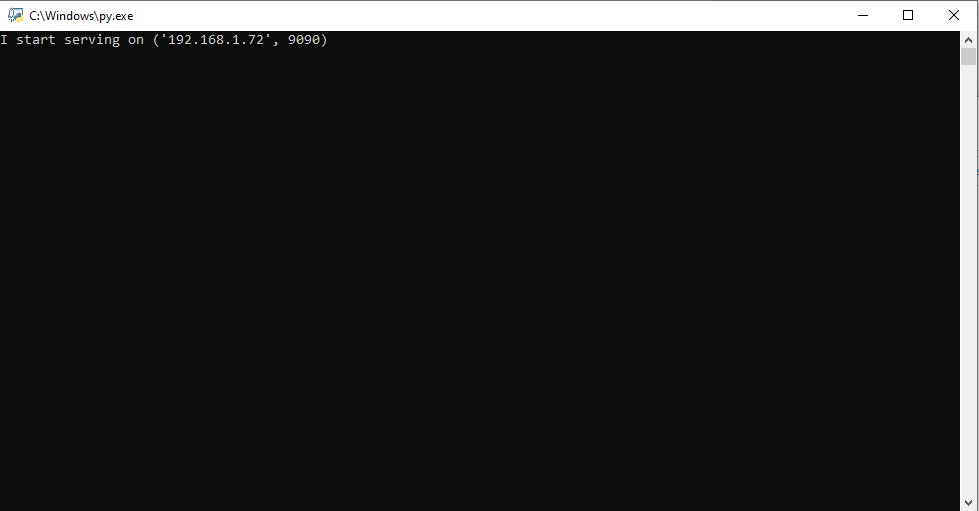 C:\Windows\py.exe
I start serving on ('192.168.1.72', 9090)